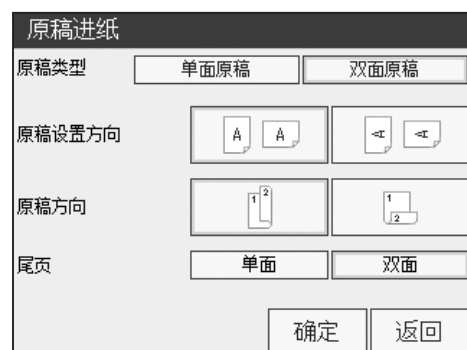 原稿进纸
原稿类型 单面原稿 双面原稿
原稿设置方向 A A A A
原稿方向 1 2 1 2
尾页 单面 双面
确定 返回